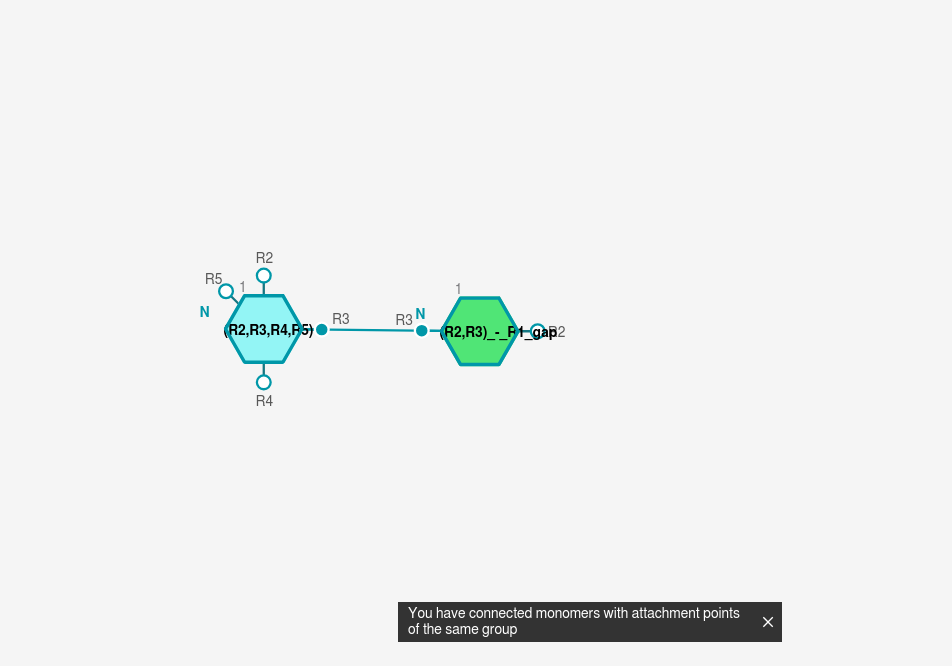 R2
R5
1
N
(R2,R3,R4,R5)
R3
R4
1
N
R3
(R2,R3)_-_R1_gap
R2
You have connected monomers with attachment points
of the same group